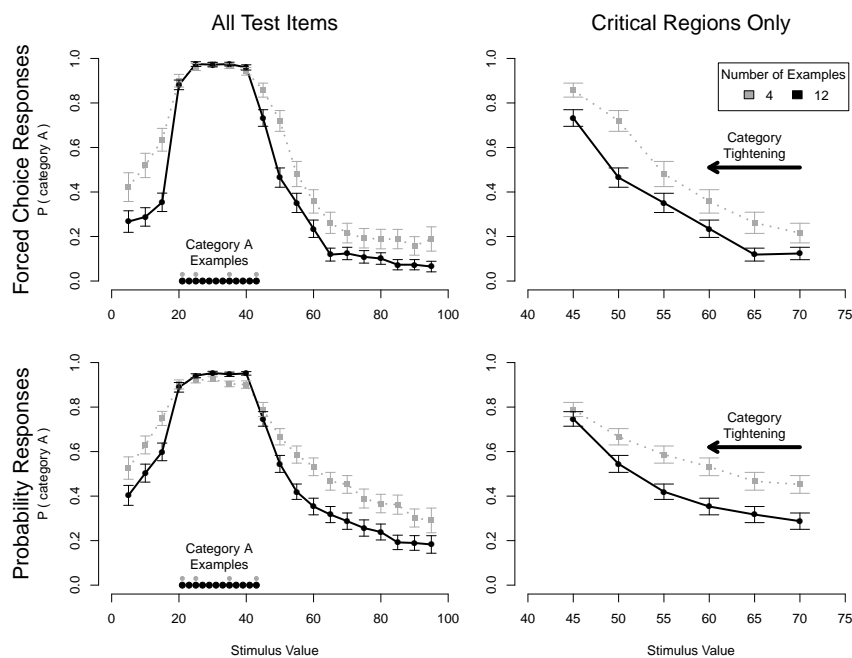 All Test Items
Critical Regions Only
Forced Choice Responses
P ( category A )
0.0 0.2 0.4 0.6 0.8 1.0
Category A
Examples
0 20 40 60 80 100
0.0 0.2 0.4 0.6 0.8 1.0
Number of Examples
4 12
Category
Tightening
40 45 50 55 60 65 70 75
Probability Responses
P ( category A )
0.0 0.2 0.4 0.6 0.8 1.0
Category A
Examples
0 20 40 60 80 100
Stimulus Value
0.0 0.2 0.4 0.6 0.8 1.0
Category
Tightening
40 45 50 55 60 65 70 75
Stimulus Value